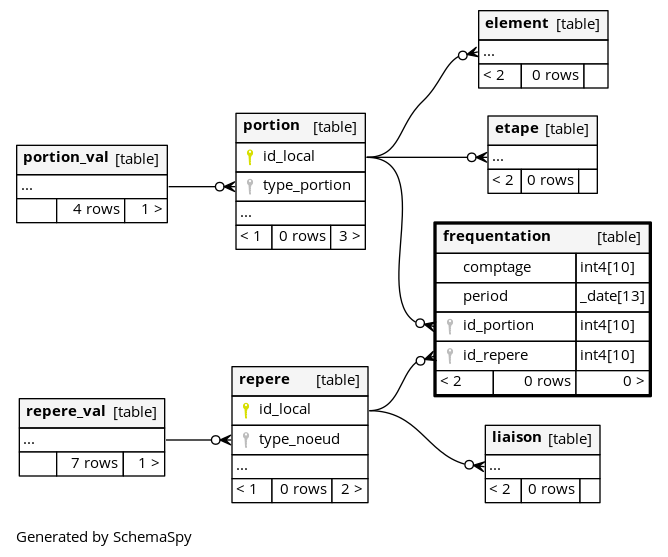 element [table]
...
< 2 0 rows
etape [table]
...
< 2 0 rows
portion [table]
id_local
type_portion
...
< 1 0 rows 3 >
portion_val [table]
...
4 rows 1 >
frequentation [table]
comptage int4[10]
period _date[13]
id_portion int4[10]
id_repere int4[10]
< 2 0 rows 0 >
repere [table]
id_local
type_noeud
...
< 1 0 rows 2 >
repere_val [table]
...
7 rows 1 >
liaison [table]
...
< 2 0 rows
Generated by SchemaSpy